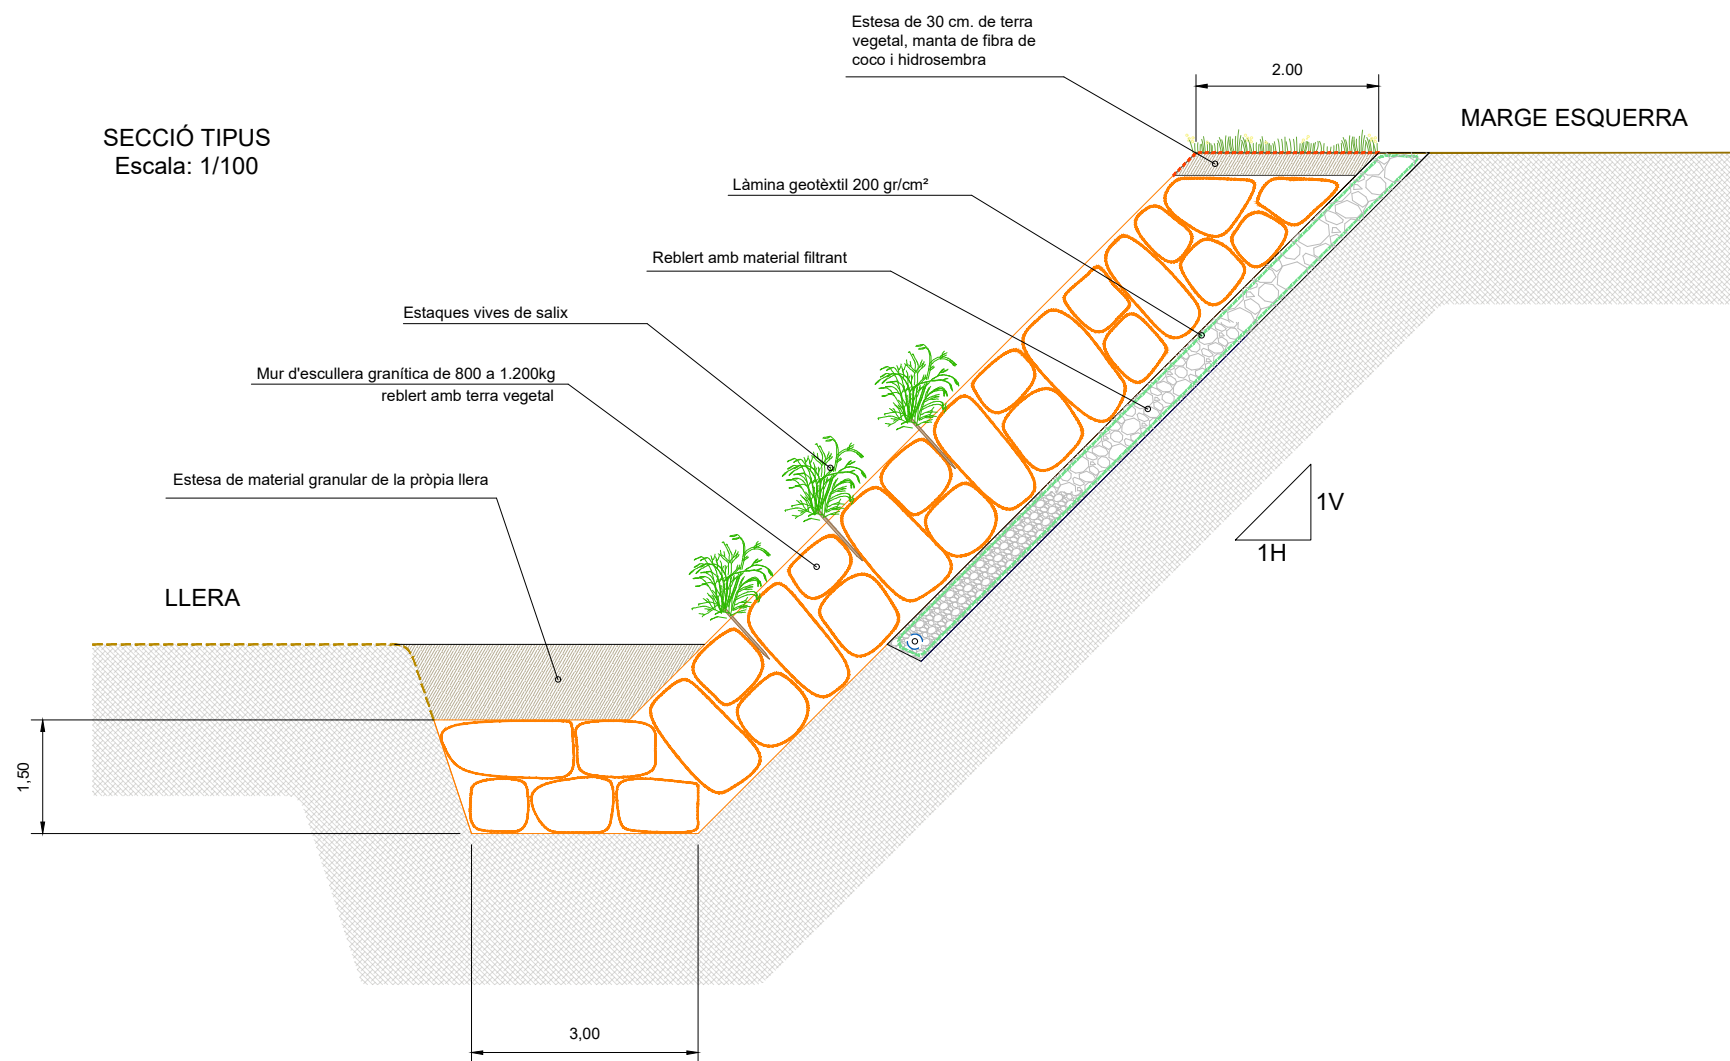 Estesa de 30 cm. de terra
vegetal, manta de fibra de
coco i hidrosembra
2.00
MARGE ESQUERRA
SECCIÓ TIPUS
Escala: 1/100
Làmina geotèxtil 200 gr/cm²
Reblert amb material filtrant
Estaques vives de salix
Mur d'escullera granítica de 800 a 1.200kg
reblert amb terra vegetal
Estesa de material granular de la pròpia llera
1V
1H
LLERA
1,50
3,00